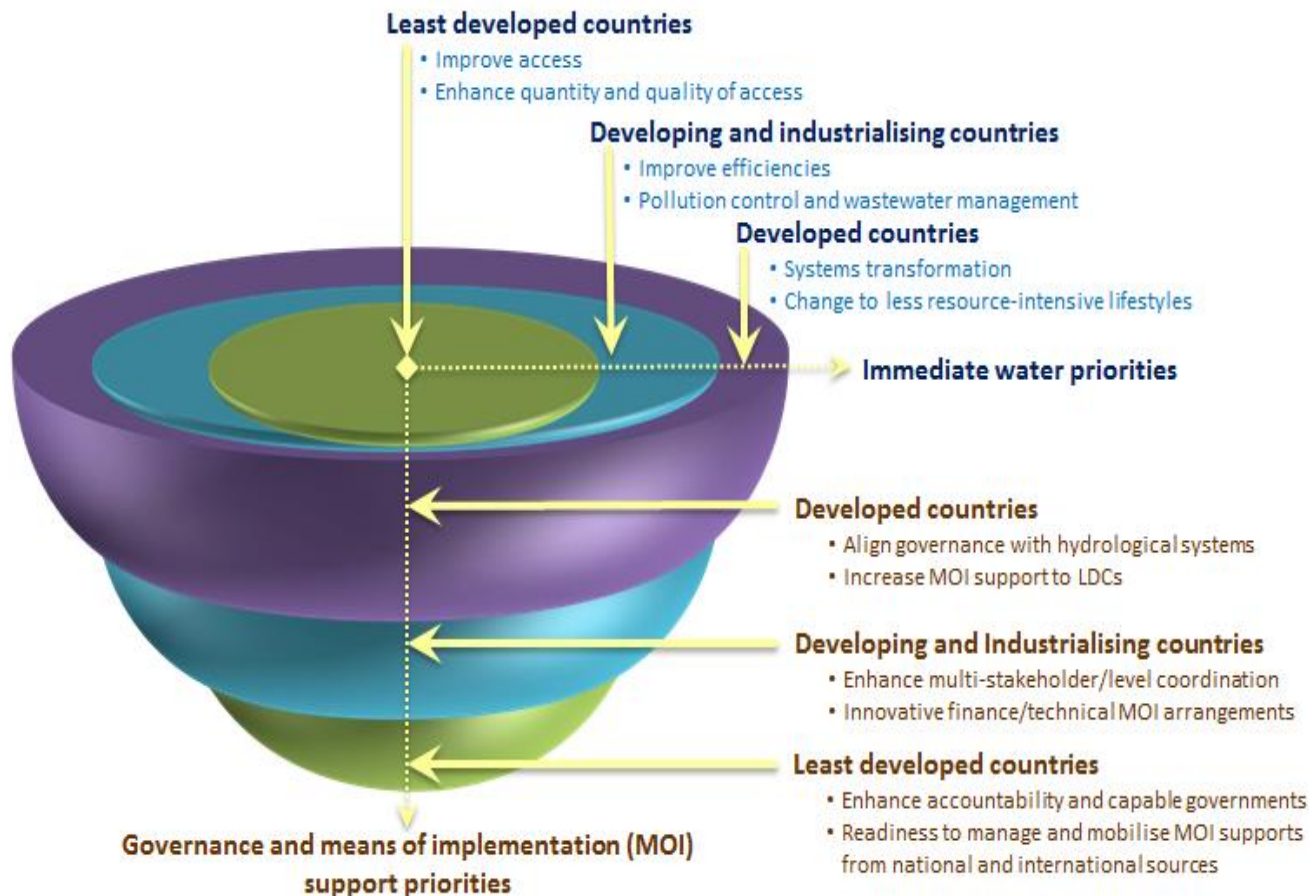 Least developed countries
• Improve access
• Enhance quantity and quality of access
Developing and industrialising countries
• Improve efficiencies
• Pollution control and wastewater management
Developed countries
• Systems transformation
• Change to less resource-intensive lifestyles
Immediate water priorities
Developed countries
• Align governance with hydrological systems
• Increase MOI support to LDCs
Developing and Industrialising countries
• Enhance multi-stakeholder/level coordination
• Innovative finance/technical MOI arrangements
Least developed countries
• Enhance accountability and capable governments
• Readiness to manage and mobilise MOI supports
from national and international sources
Governance and means of implementation (MOI)
support priorities